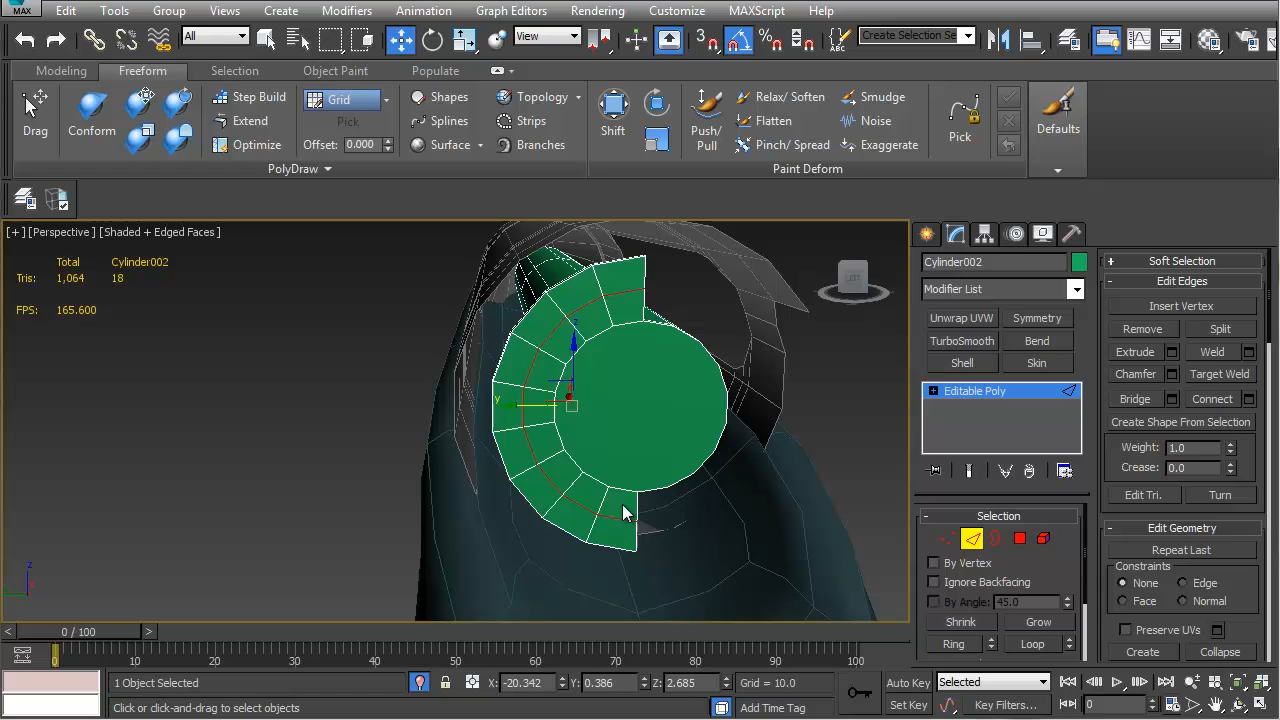 MAX Edit Tools Group Views Create Modifiers Animation Graph Editors Rendering Customize MAXScript Help
All View 3 ABC Create Selection Se
Modeling Freeform Selection Object Paint Populate
Drag Conform Step Build Extend Optimize Grid Pick Offset: 0.000 Shapes Splines Surface Topology Strips Branches Shift Push/ Pull Relax/ Soften Flatten Pinch/ Spread Smudge Noise Exaggerate Pick Defaults
PolyDraw Paint Deform
[+] [Perspective] [Shaded + Edged Faces]
Total Cylinder002
Tris: 1,064 18
FPS: 165.600
z
y
z
Cylinder002
Modifier List
Unwrap UVW Symmetry
TurboSmooth Bend
Shell Skin
Editable Poly
- Selection
By Vertex
Ignore Backfacing
By Angle: 45.0
Shrink Grow
Ring Loop
+ Soft Selection
- Edit Edges
Insert Vertex
Remove Split
Extrude Weld
Chamfer Target Weld
Bridge Connect
Create Shape From Selection
Weight: 1.0
Crease: 0.0
Edit Tri. Turn
- Edit Geometry
Repeat Last
Constraints
None Edge
Face Normal
Preserve UVs
Create Collapse
< 0 / 100 >
0 10 20 30 40 50 60 70 80 90 100
1 Object Selected X: -20.342 Y: 0.386 Z: 2.685 Grid = 10.0 Auto Key Selected
Click or click-and-drag to select objects Add Time Tag Set Key Key Filters... 0